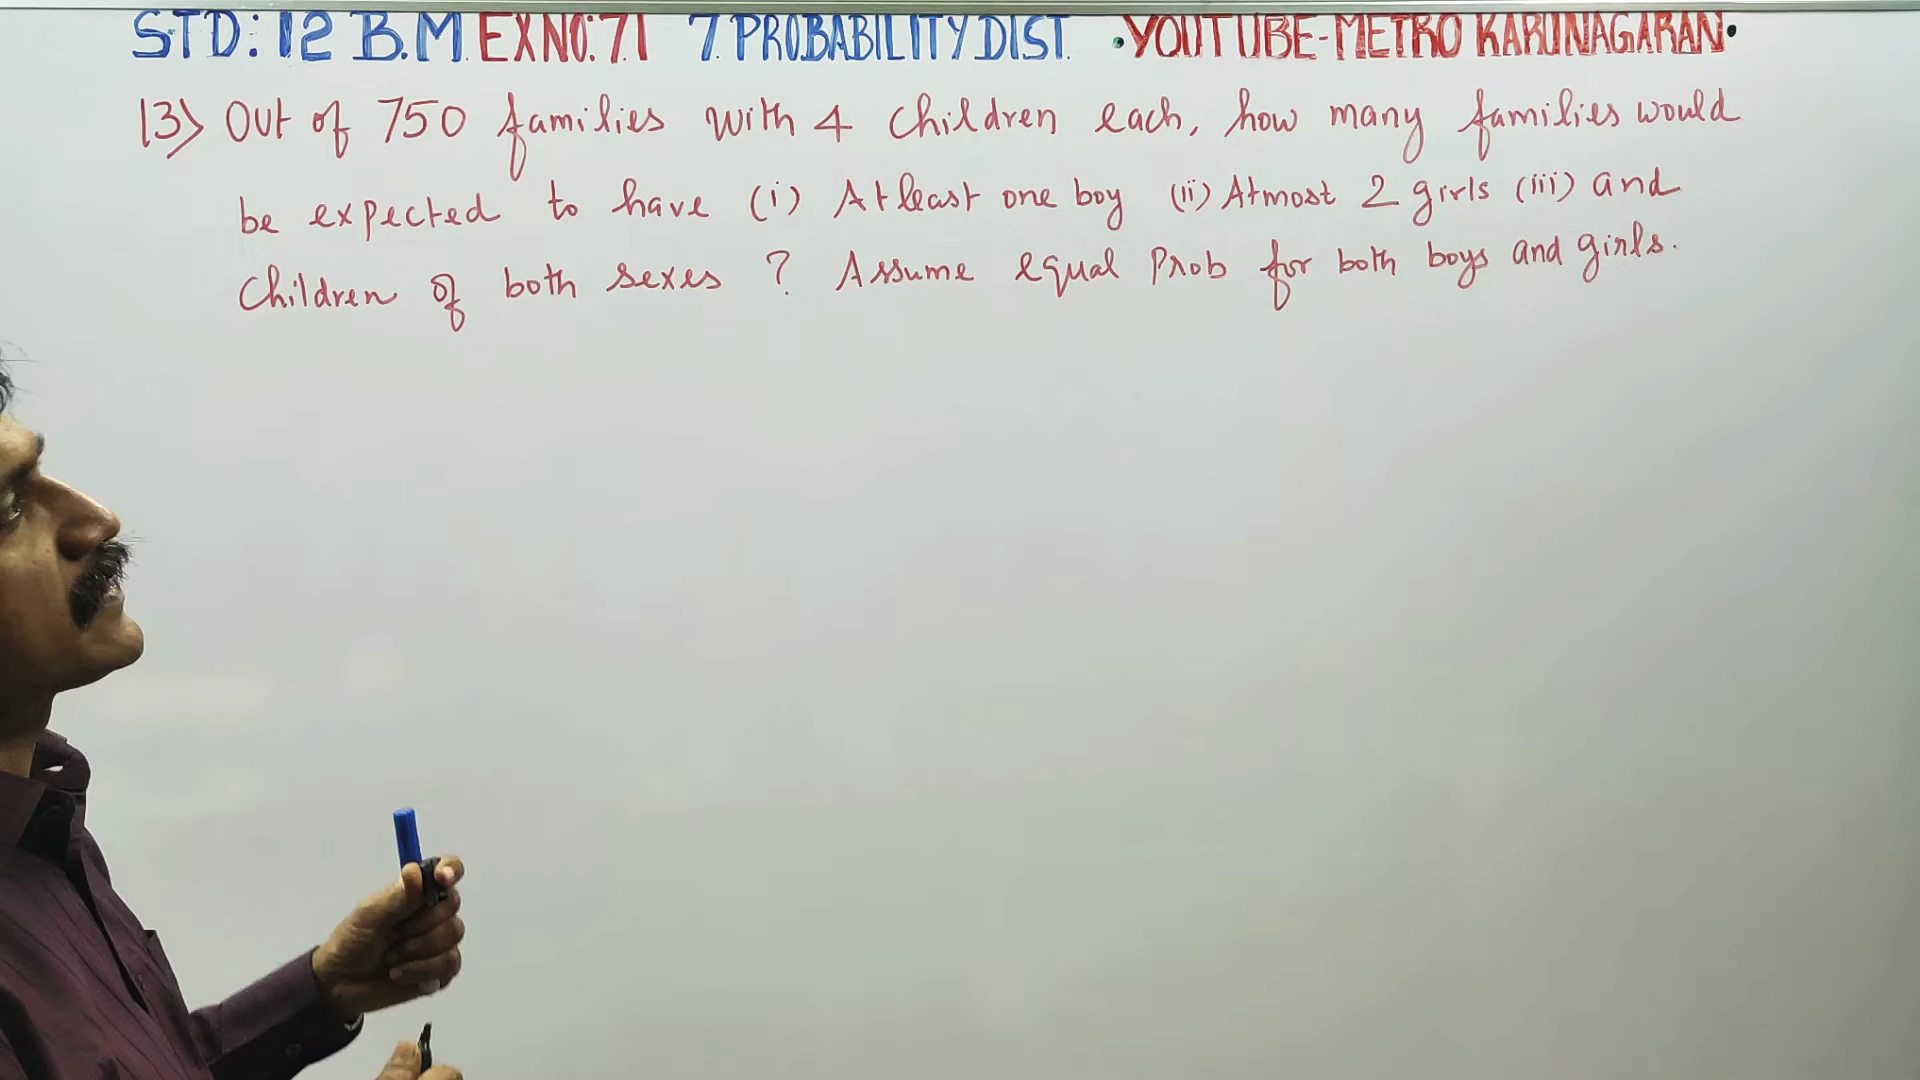 STD: 12 B.M. EX NO: 7.1 7. PROBABILITY DIST. •YOUTUBE-METRO KARUNAGARAN•
13) Out of 750 families with 4 children each, how many families would
be expected to have (i) Atleast one boy (ii) Atmost 2 girls (iii) and
Children of both sexes ? Assume equal Prob for both boys and girls.